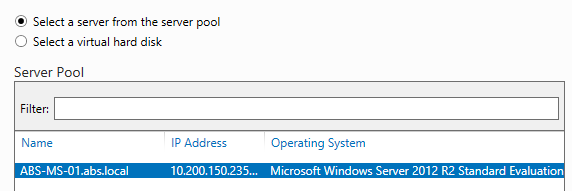 Select a server from the server pool
Select a virtual hard disk
Server Pool
Filter:
Name IP Address Operating System
ABS-MS-01.abs.local 10.200.150.235... Microsoft Windows Server 2012 R2 Standard Evaluation